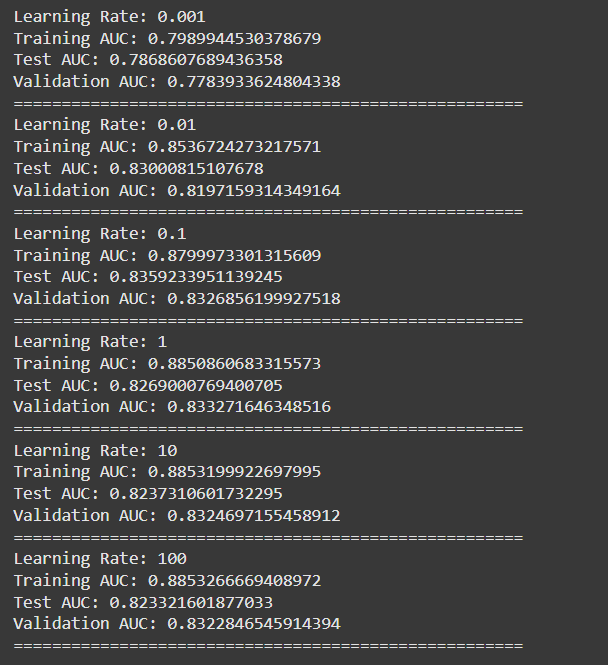 Learning Rate: 0.001
Training AUC: 0.7989944530378679
Test AUC: 0.7868607689436358
Validation AUC: 0.7783933624804338
=====================================================
Learning Rate: 0.01
Training AUC: 0.8536724273217571
Test AUC: 0.83000815107678
Validation AUC: 0.8197159314349164
=====================================================
Learning Rate: 0.1
Training AUC: 0.8799973301315609
Test AUC: 0.8359233951139245
Validation AUC: 0.8326856199927518
=====================================================
Learning Rate: 1
Training AUC: 0.8850860683315573
Test AUC: 0.8269000769400705
Validation AUC: 0.833271646348516
=====================================================
Learning Rate: 10
Training AUC: 0.8853199922697995
Test AUC: 0.8237310601732295
Validation AUC: 0.8324697155458912
=====================================================
Learning Rate: 100
Training AUC: 0.8853266669408972
Test AUC: 0.823321601877033
Validation AUC: 0.8322846545914394
=====================================================